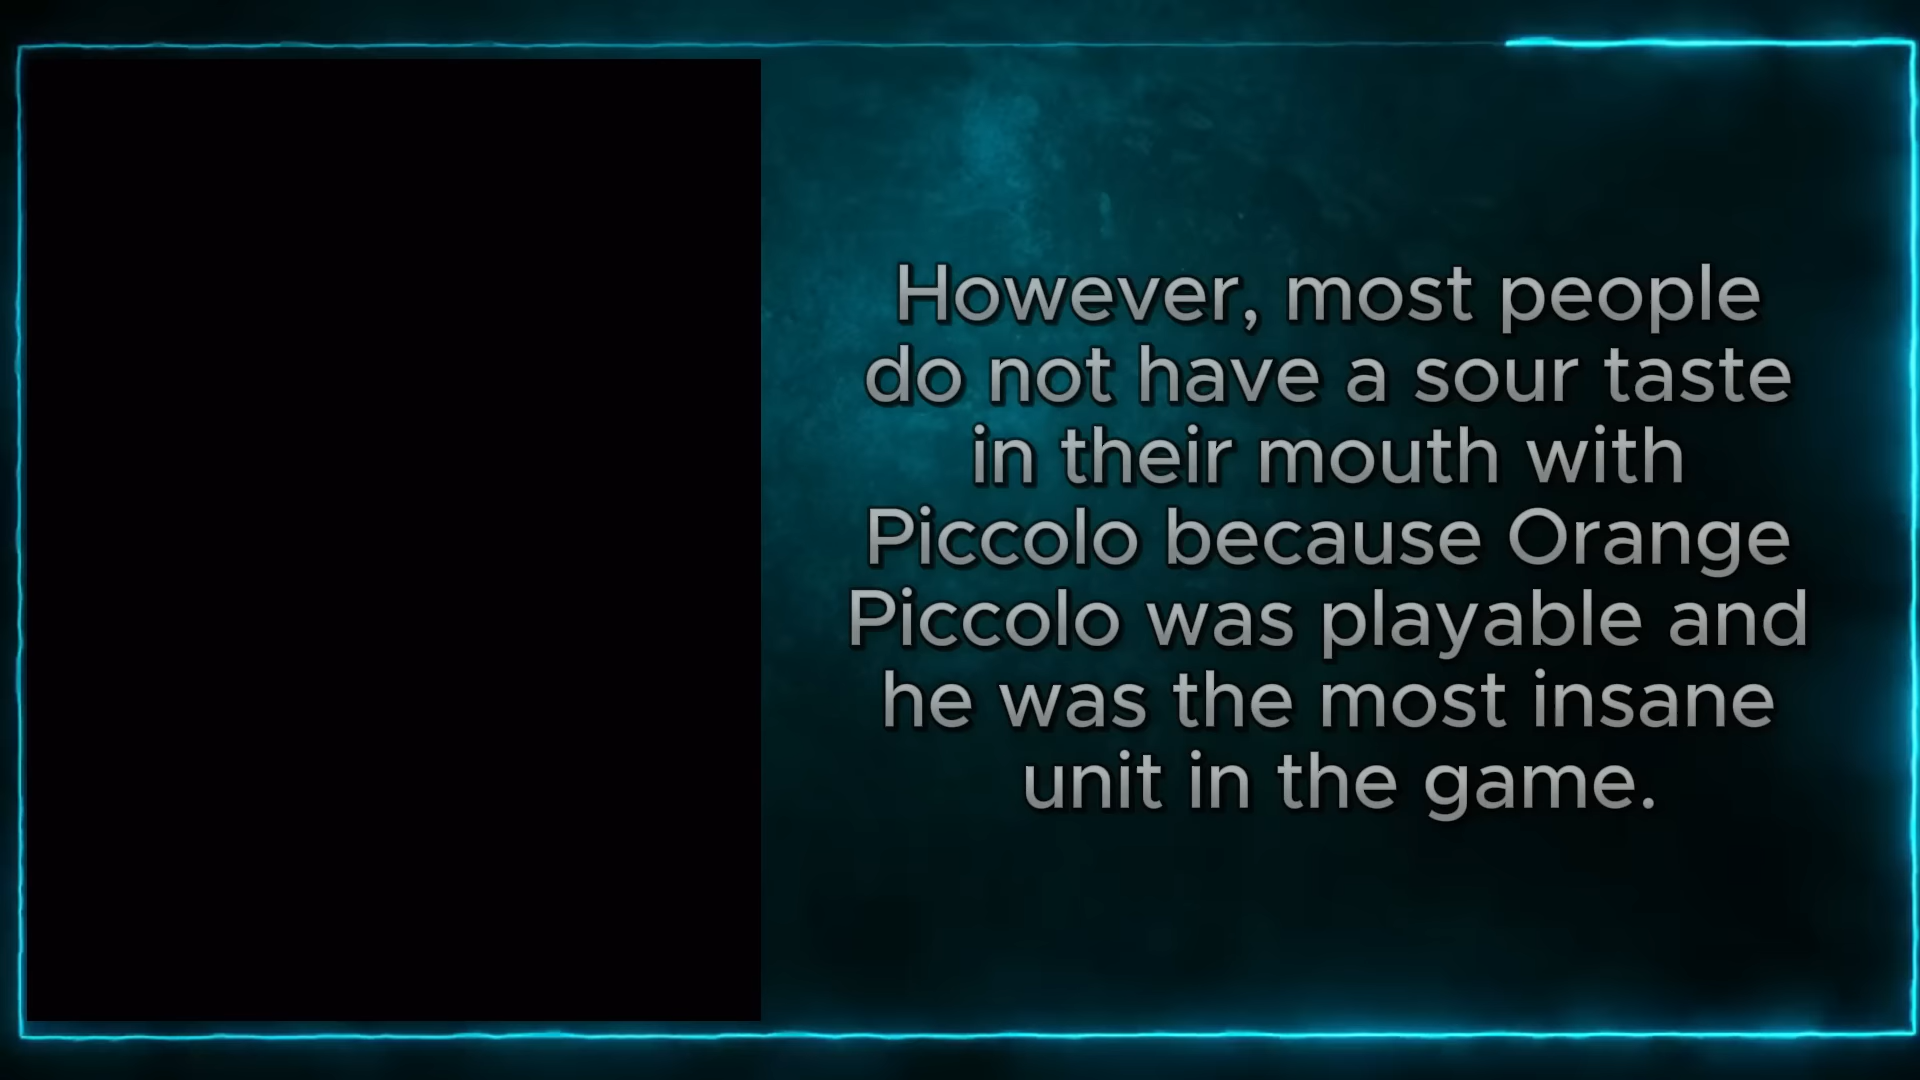 However, most people
do not have a sour taste
in their mouth with
Piccolo because Orange
Piccolo was playable and
he was the most insane
unit in the game.